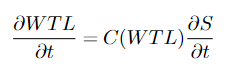 ∂WTL/∂t = C(WTL) ∂S/∂t